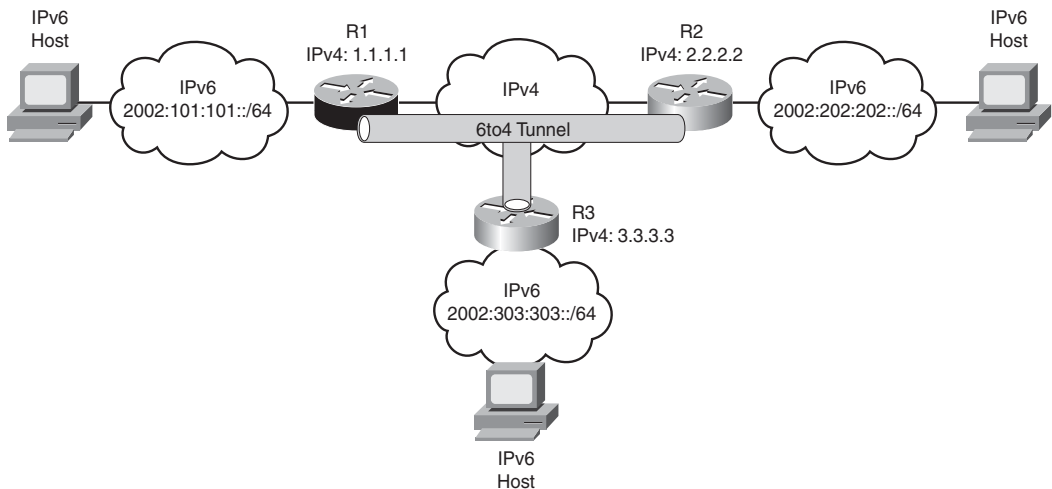 IPv6
Host
IPv6
2002:101:101::/64
R1
IPv4: 1.1.1.1
IPv4
6to4 Tunnel
R2
IPv4: 2.2.2.2
IPv6
2002:202:202::/64
IPv6
Host
R3
IPv4: 3.3.3.3
IPv6
2002:303:303::/64
IPv6
Host